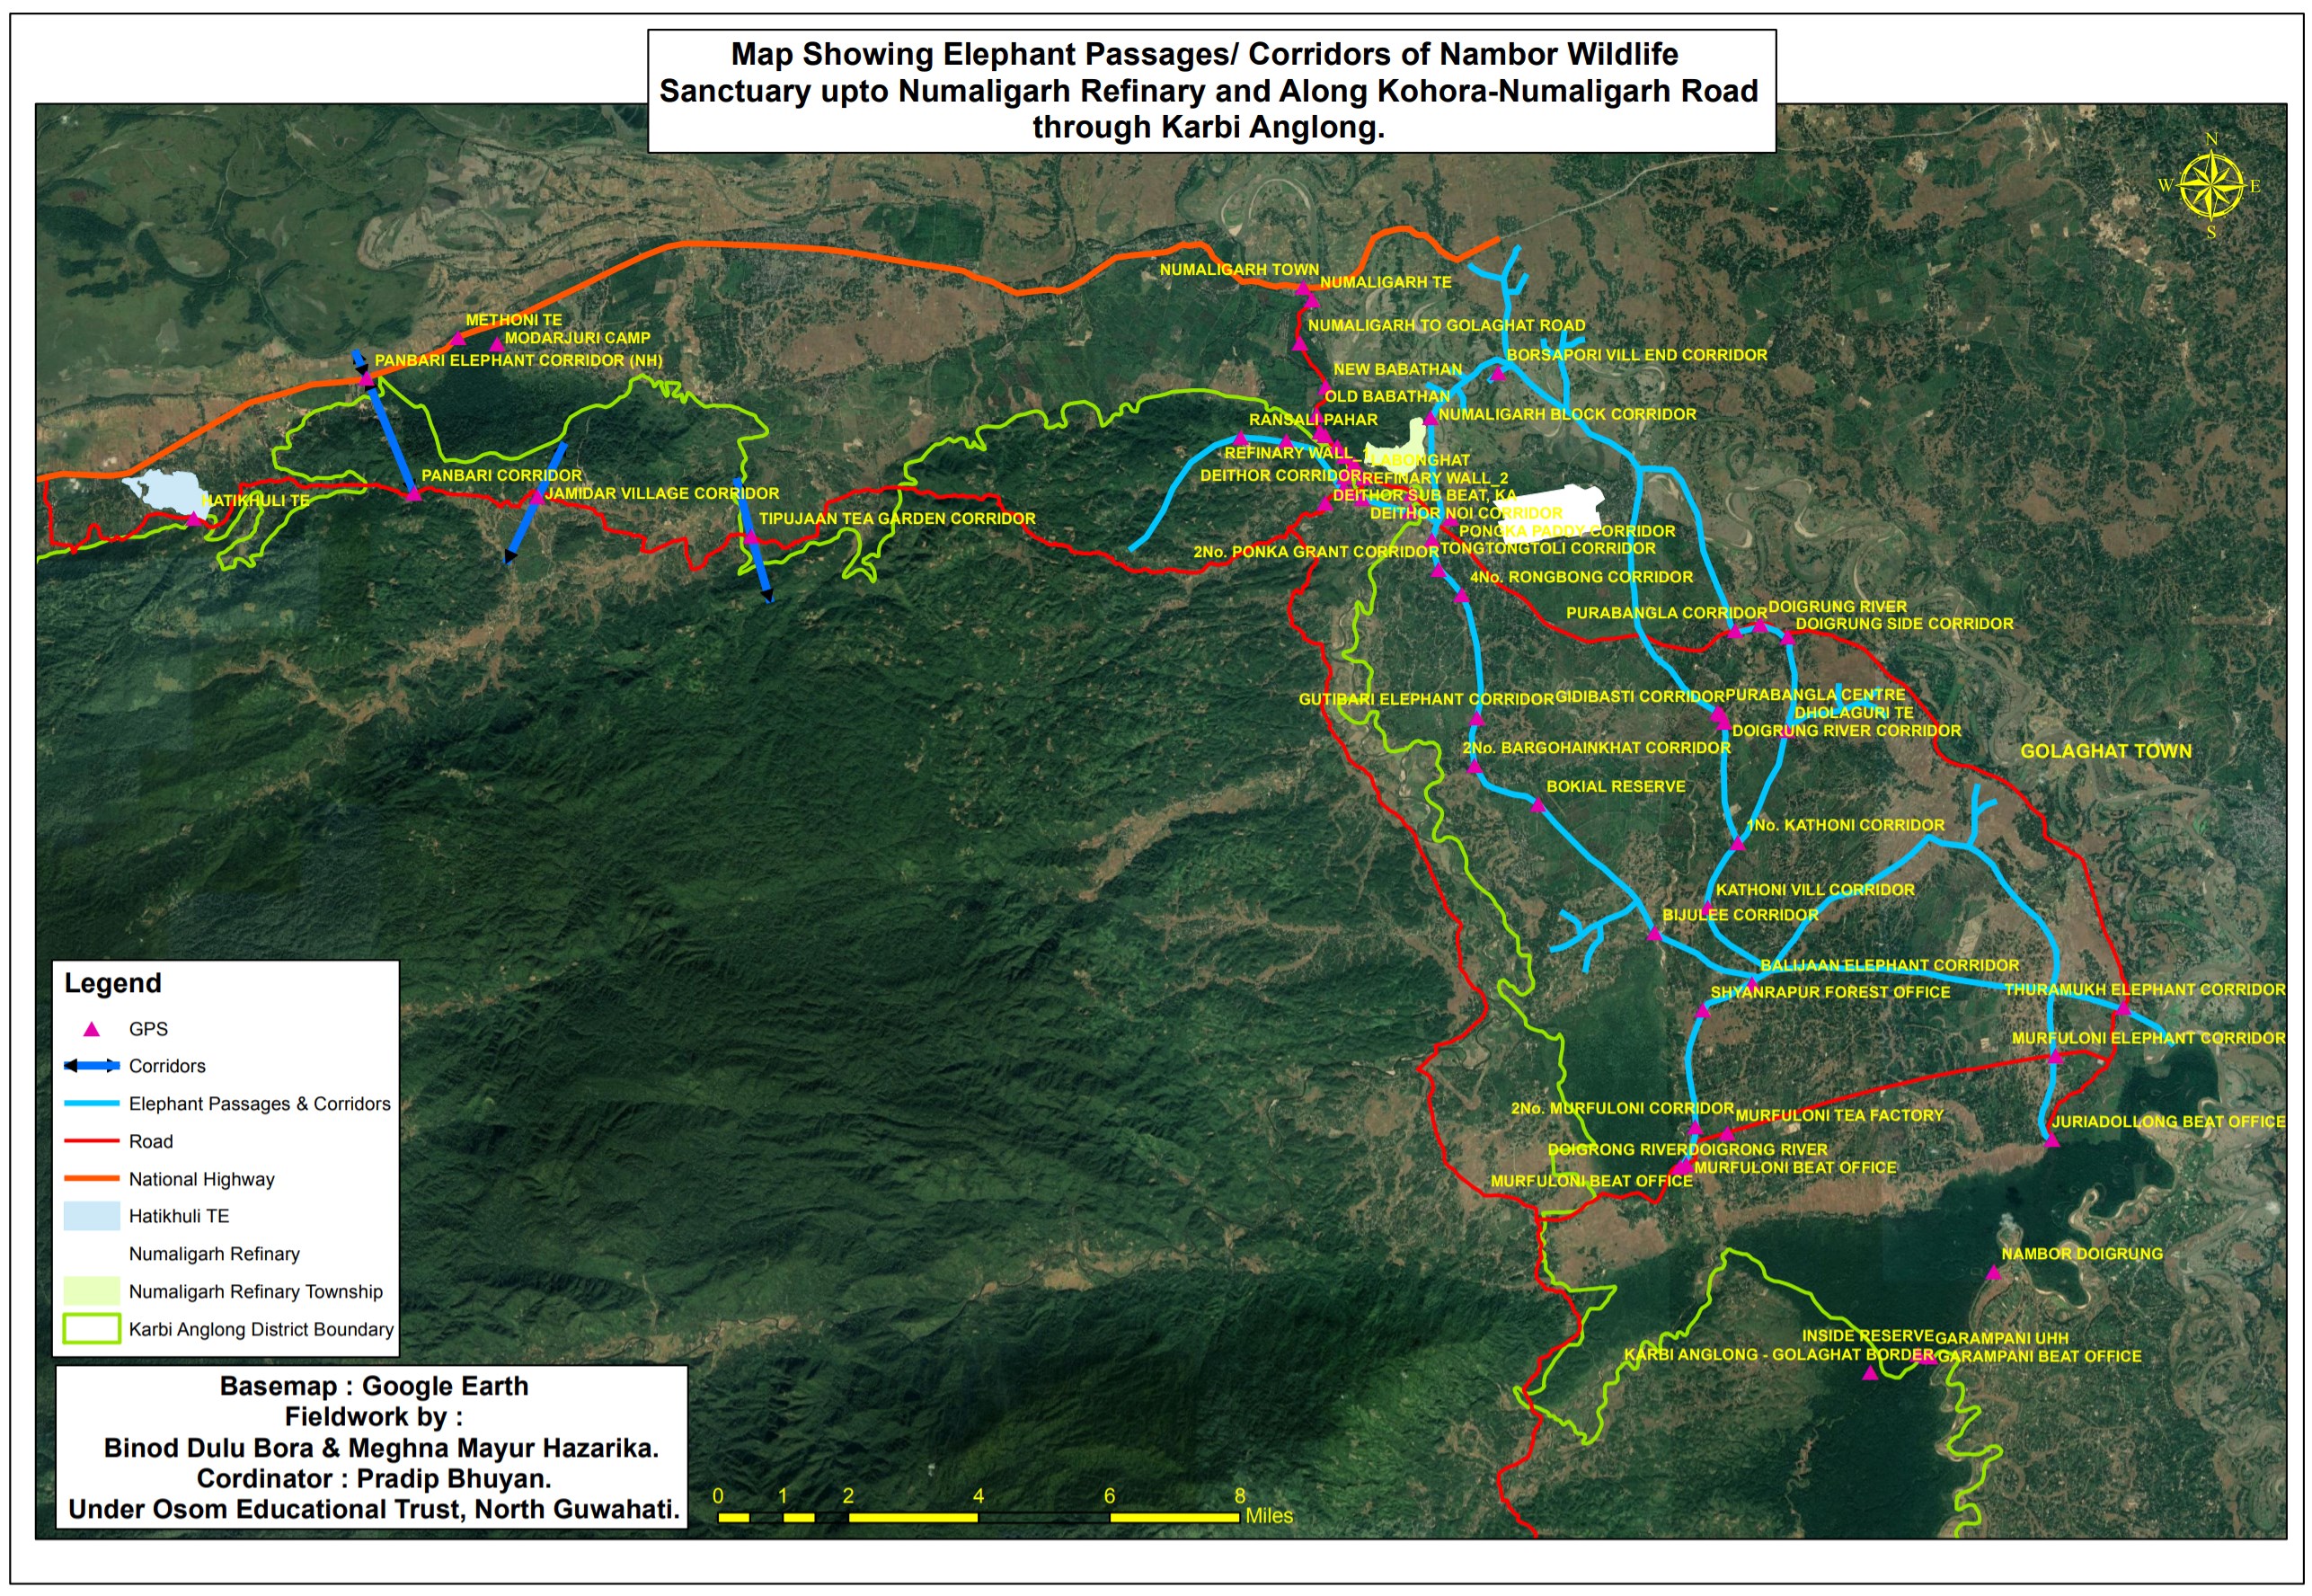 Map Showing Elephant Passages/ Corridors of Nambor Wildlife
Sanctuary upto Numaligarh Refinary and Along Kohora-Numaligarh Road
through Karbi Anglong.
N
W E
S
NUMALIGARH TOWN
NUMALIGARH TE
METHONI TE
NUMALIGARH TO GOLAGHAT ROAD
MODARJURI CAMP
BORSAPORI VILL END CORRIDOR
PANBARI ELEPHANT CORRIDOR (NH)
NEW BABATHAN
OLD BABATHAN
NUMALIGARH BLOCK CORRIDOR
RANSALI PAHAR
REFINARY WALL_1
LABONGHAT
PANBARI CORRIDOR
DEITHOR CORRIDOR
REFINARY WALL_2
JAMIDAR VILLAGE CORRIDOR
DEITHOR SUB BEAT, KA
HATIKHULI TE
DEITHOR NOI CORRIDOR
TIPUJAAN TEA GARDEN CORRIDOR
PONGKA PADDY CORRIDOR
2No. PONKA GRANT CORRIDOR
TONGTONGTOLI CORRIDOR
4No. RONGBONG CORRIDOR
PURABANGLA CORRIDOR
DOIGRUNG RIVER
DOIGRUNG SIDE CORRIDOR
GUTIBARI ELEPHANT CORRIDOR
GIDIBASTI CORRIDOR
PURABANGLA CENTRE
DHOLAGURI TE
DOIGRUNG RIVER CORRIDOR
2No. BARGOHAINKHAT CORRIDOR
GOLAGHAT TOWN
BOKIAL RESERVE
1No. KATHONI CORRIDOR
KATHONI VILL CORRIDOR
BIJULEE CORRIDOR
BALIJAAN ELEPHANT CORRIDOR
SHYANRAPUR FOREST OFFICE
THURAMUKH ELEPHANT CORRIDOR
MURFULONI ELEPHANT CORRIDOR
2No. MURFULONI CORRIDOR
MURFULONI TEA FACTORY
JURIADOLLONG BEAT OFFICE
DOIGRONG RIVER
DOIGRONG RIVER
MURFULONI BEAT OFFICE
MURFULONI BEAT OFFICE
NAMBOR DOIGRUNG
INSIDE RESERVE
GARAMPANI UHH
KARBI ANGLONG - GOLAGHAT BORDER
GARAMPANI BEAT OFFICE
Legend
GPS
Corridors
Elephant Passages & Corridors
Road
National Highway
Hatikhuli TE
Numaligarh Refinary
Numaligarh Refinary Township
Karbi Anglong District Boundary
Basemap : Google Earth
Fieldwork by :
Binod Dulu Bora & Meghna Mayur Hazarika.
Cordinator : Pradip Bhuyan.
Under Osom Educational Trust, North Guwahati.
0 1 2 4 6 8
Miles